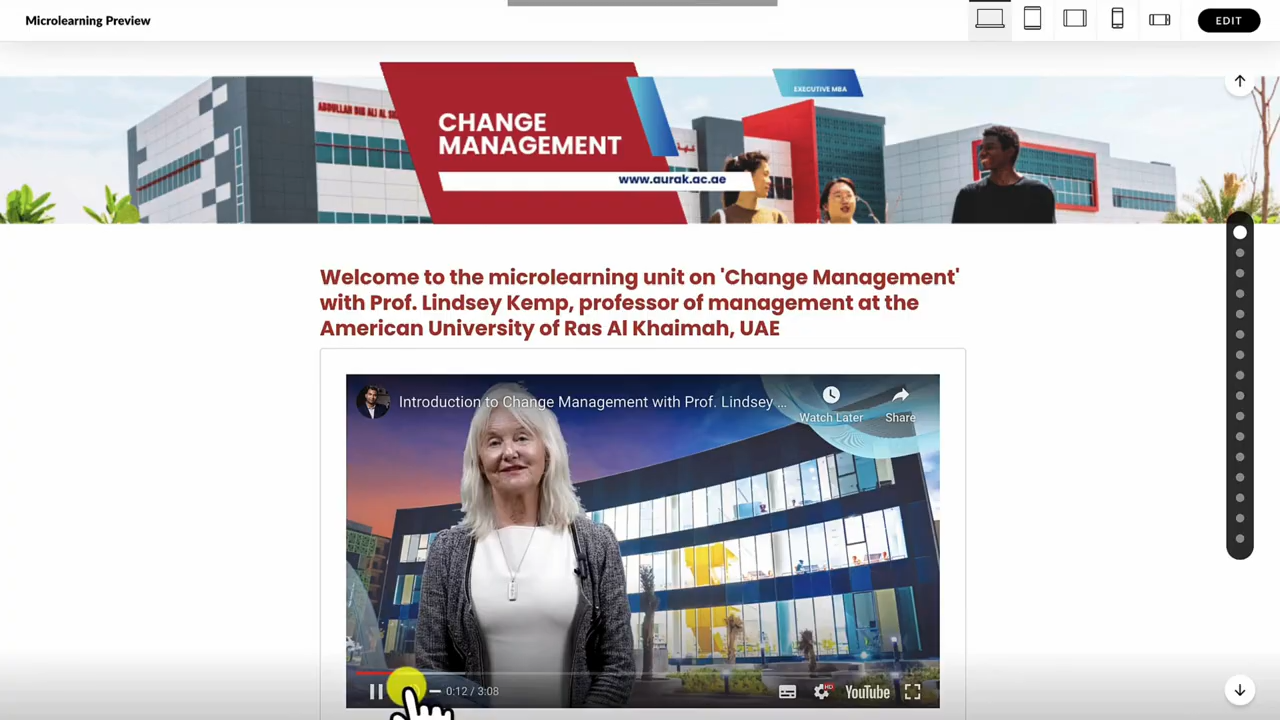 Microlearning Preview
EDIT
EXECUTIVE MBA
CHANGE
MANAGEMENT
www.aurak.ac.ae
Welcome to the microlearning unit on 'Change Management'
with Prof. Lindsey Kemp, professor of management at the
American University of Ras Al Khaimah, UAE
Introduction to Change Management with Prof. Lindsey ...
Watch Later
Share
0:12 / 3:08
HD
YouTube